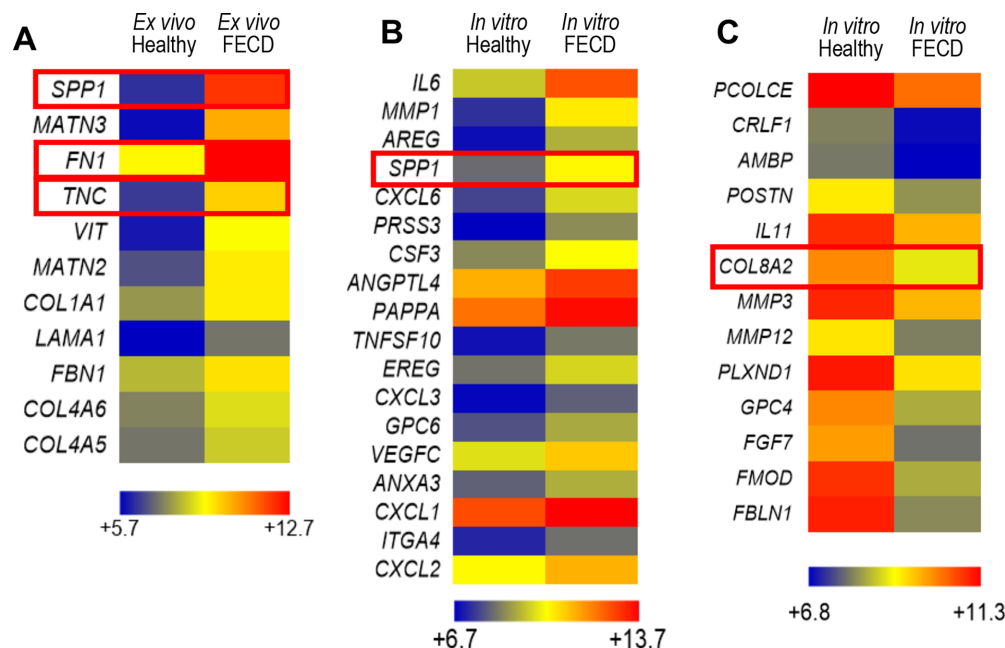 A
Ex vivo Ex vivo
Healthy FECD
SPP1
MATN3
FN1
TNC
VIT
MATN2
COL1A1
LAMA1
FBN1
COL4A6
COL4A5
+5.7 +12.7
B
In vitro In vitro
Healthy FECD
IL6
MMP1
AREG
SPP1
CXCL6
PRSS3
CSF3
ANGPTL4
PAPPA
TNFSF10
EREG
CXCL3
GPC6
VEGFC
ANXA3
CXCL1
ITGA4
CXCL2
+6.7 +13.7
C
In vitro In vitro
Healthy FECD
PCOLCE
CRLF1
AMBP
POSTN
IL11
COL8A2
MMP3
MMP12
PLXND1
GPC4
FGF7
FMOD
FBLN1
+6.8 +11.3